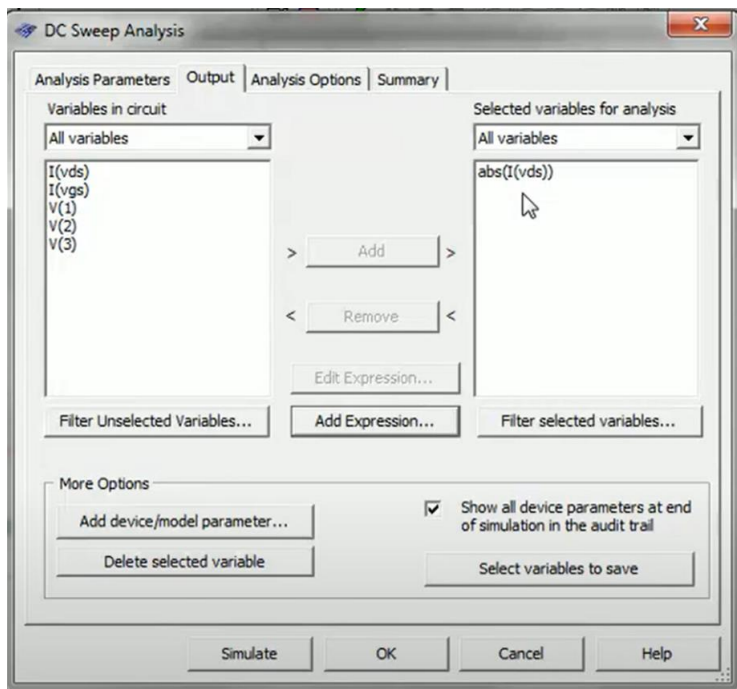 DC Sweep Analysis
x
Analysis Parameters Output Analysis Options Summary
Variables in circuit
Selected variables for analysis
All variables
All variables
I(vds)
I(vgs)
V(1)
V(2)
V(3)
abs(I(vds))
> Add >
< Remove <
Edit Expression...
Filter Unselected Variables...
Add Expression...
Filter selected variables...
More Options
Add device/model parameter...
Delete selected variable
Show all device parameters at end
of simulation in the audit trail
Select variables to save
Simulate
OK
Cancel
Help